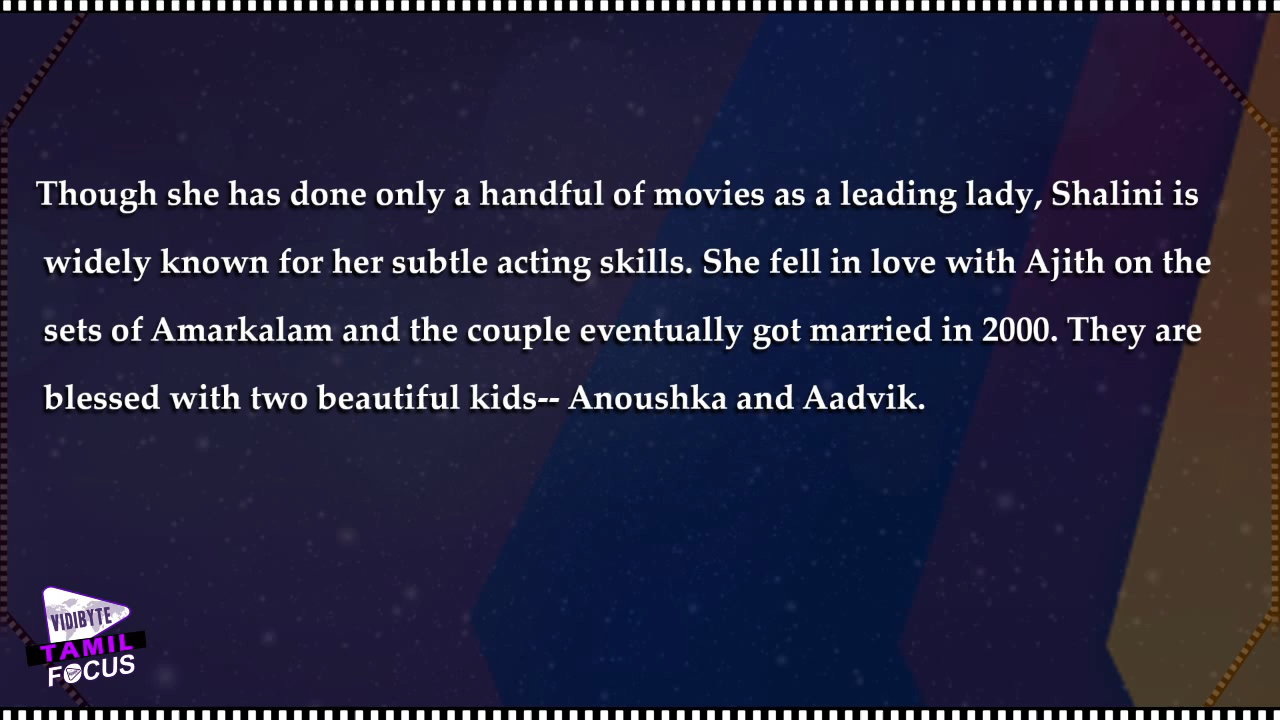 Though she has done only a handful of movies as a leading lady, Shalini is
widely known for her subtle acting skills. She fell in love with Ajith on the
sets of Amarkalam and the couple eventually got married in 2000. They are
blessed with two beautiful kids-- Anoushka and Aadvik.
VIDIBYTE
TAMIL
FOCUS